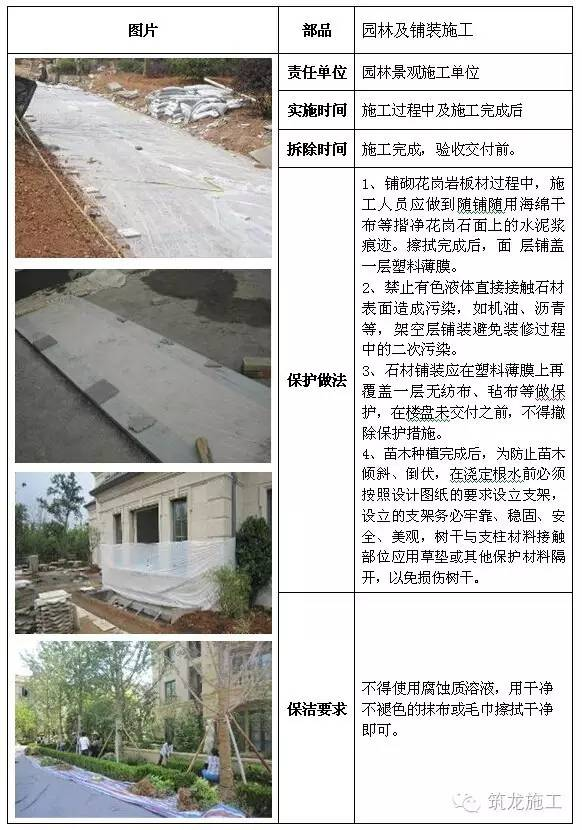 图片
部品
园林及铺装施工
责任单位
园林景观施工单位
实施时间
施工过程中及施工完成后
拆除时间
施工完成，验收交付前。
保护做法
1、铺砌花岗岩板材过程中，施
工人员应做到随铺随用海绵干
布等揩净花岗石面上的水泥浆
痕迹。擦拭完成后，面 层铺盖
一层塑料薄膜。
2、禁止有色液体直接接触石材
表面造成污染，如机油、沥青
等，架空层铺装避免装修过程
中的二次污染。
3、石材铺装应在塑料薄膜上再
覆盖一层无纺布、毡布等做保
护，在楼盘未交付之前，不得撤
除保护措施。
4、苗木种植完成后，为防止苗木
倾斜、倒伏，在浇定根水前必须
按照设计图纸的要求设立支架，
设立的支架务必牢靠、稳固、安
全、美观，树干与支柱材料接触
部位应用草垫或其他保护材料隔
开，以免损伤树干。
保洁要求
不得使用腐蚀质溶液，用干净
不褪色的抹布或毛巾擦拭干净
即可。
筑龙施工